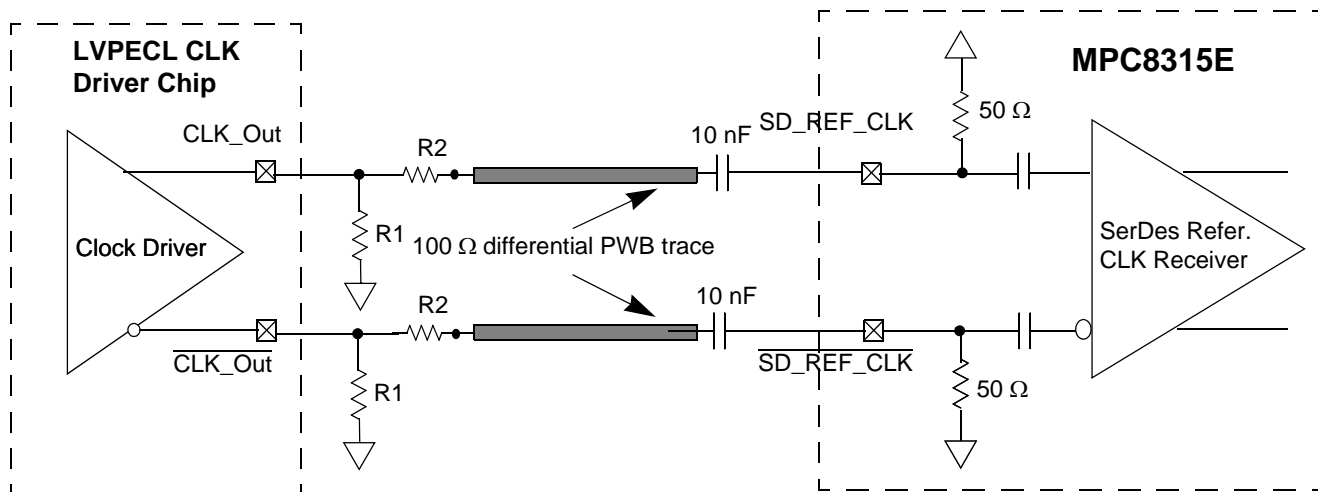 LVPECL CLK
Driver Chip
MPC8315E
CLK_Out
R2
10 nF
SD_REF_CLK
50 Ω
Clock Driver
R1
100 Ω differential PWB trace
SerDes Refer.
CLK Receiver
R2
10 nF
CLK_Out
SD_REF_CLK
R1
50 Ω